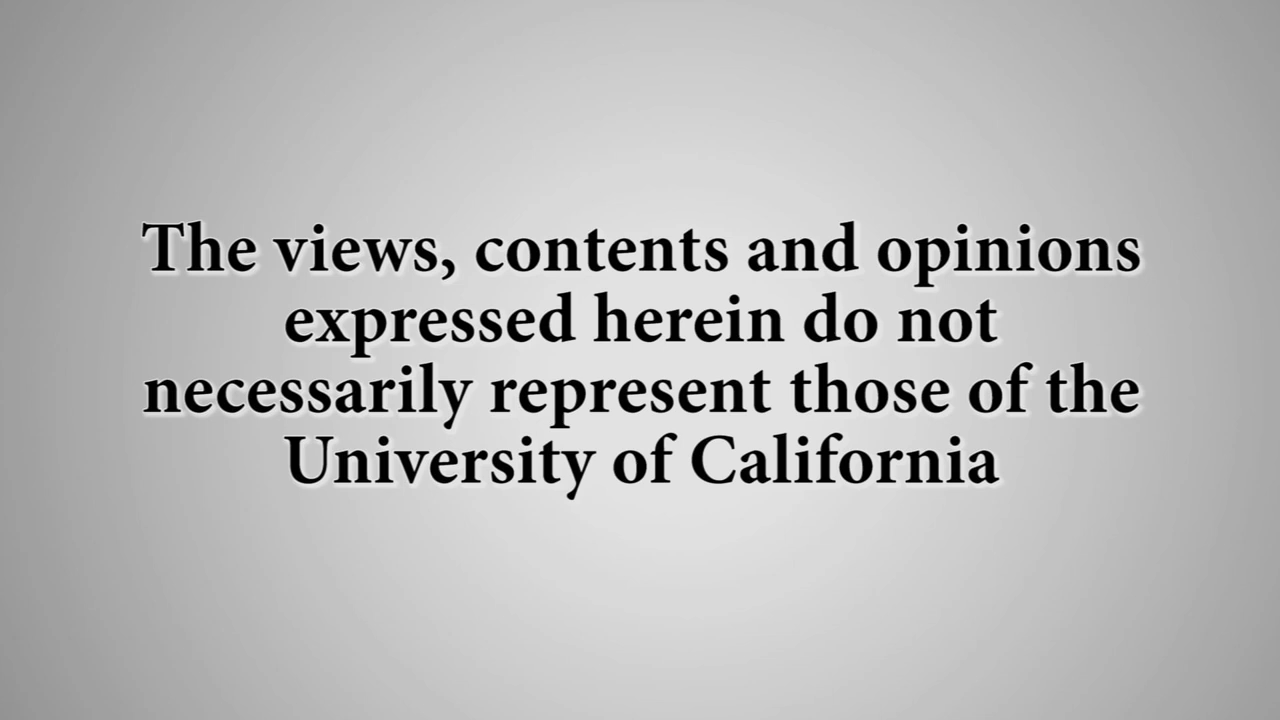 The views, contents and opinions
expressed herein do not
necessarily represent those of the
University of California